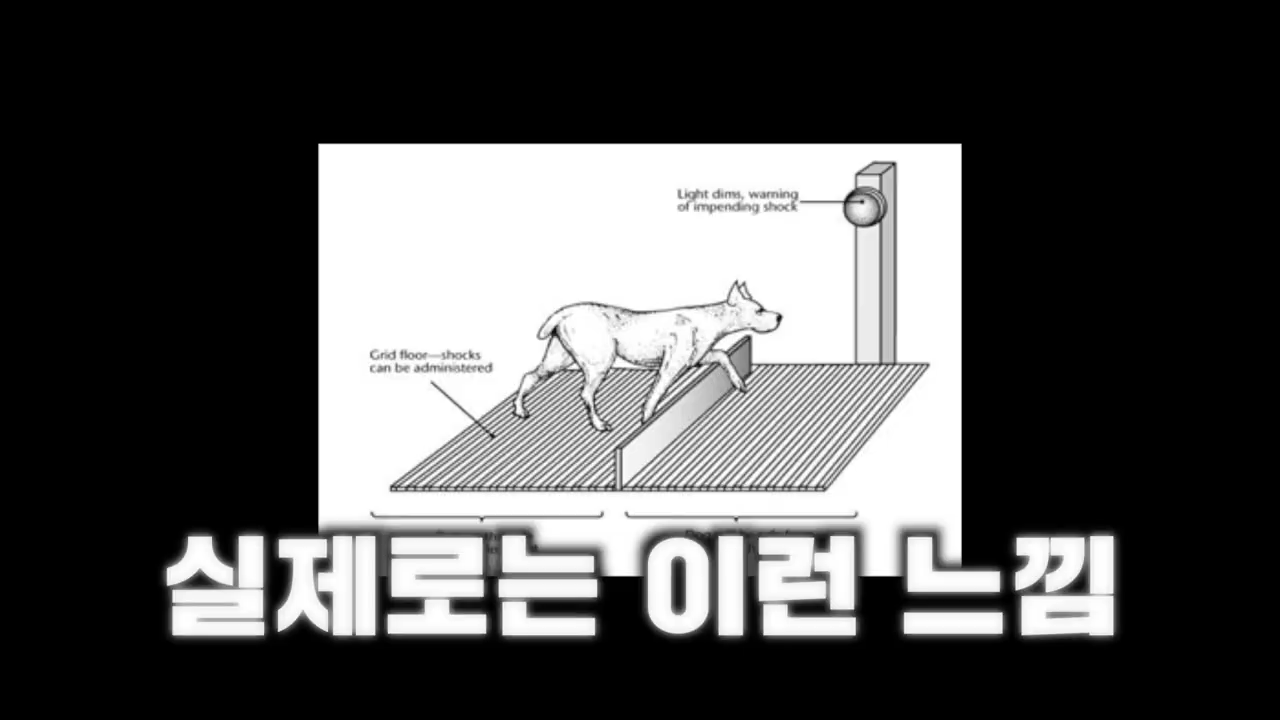 Light dims, warning
of impending shock
Grid floor—shocks
can be administered
실제로는 이런 느낌